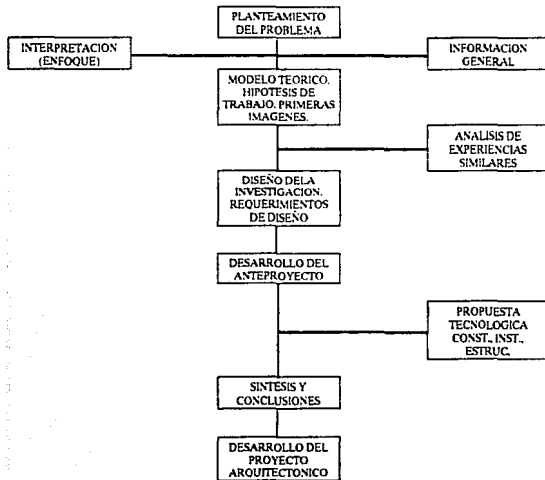 PLANTEAMIENTO
DEL PROBLEMA
INTERPRETACION
(ENFOQUE)
INFORMACION
GENERAL
MODELO TEORICO.
HIPOTESIS DE
TRABAJO. PRIMERAS
IMAGENES.
ANALISIS DE
EXPERIENCIAS
SIMILARES
DISEÑO DELA
INVESTIGACION.
REQUERIMIENTOS
DE DISEÑO
DESARROLLO DEL
ANTEPROYECTO
PROPUESTA
TECNOLOGICA
CONST., INST.,
ESTRUC.
SINTESIS Y
CONCLUSIONES
DESARROLLO DEL
PROYECTO
ARQUITECTONICO